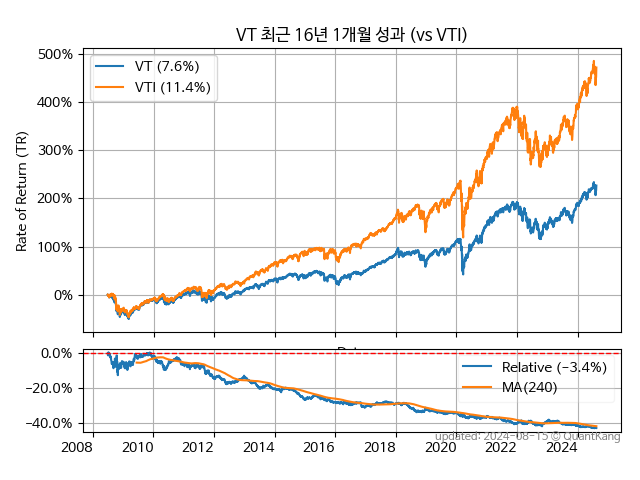 VT 최근 16년 1개월 성과 (vs VTI)
500%
400%
300%
200%
100%
0%
Rate of Return (TR)
VT (7.6%)
VTI (11.4%)
0.0%
−20.0%
−40.0%
Relative (−3.4%)
MA(240)
2008
2010
2012
2014
2016
2018
2020
2022
2024
updated: 2024-08-15 © QuantKang